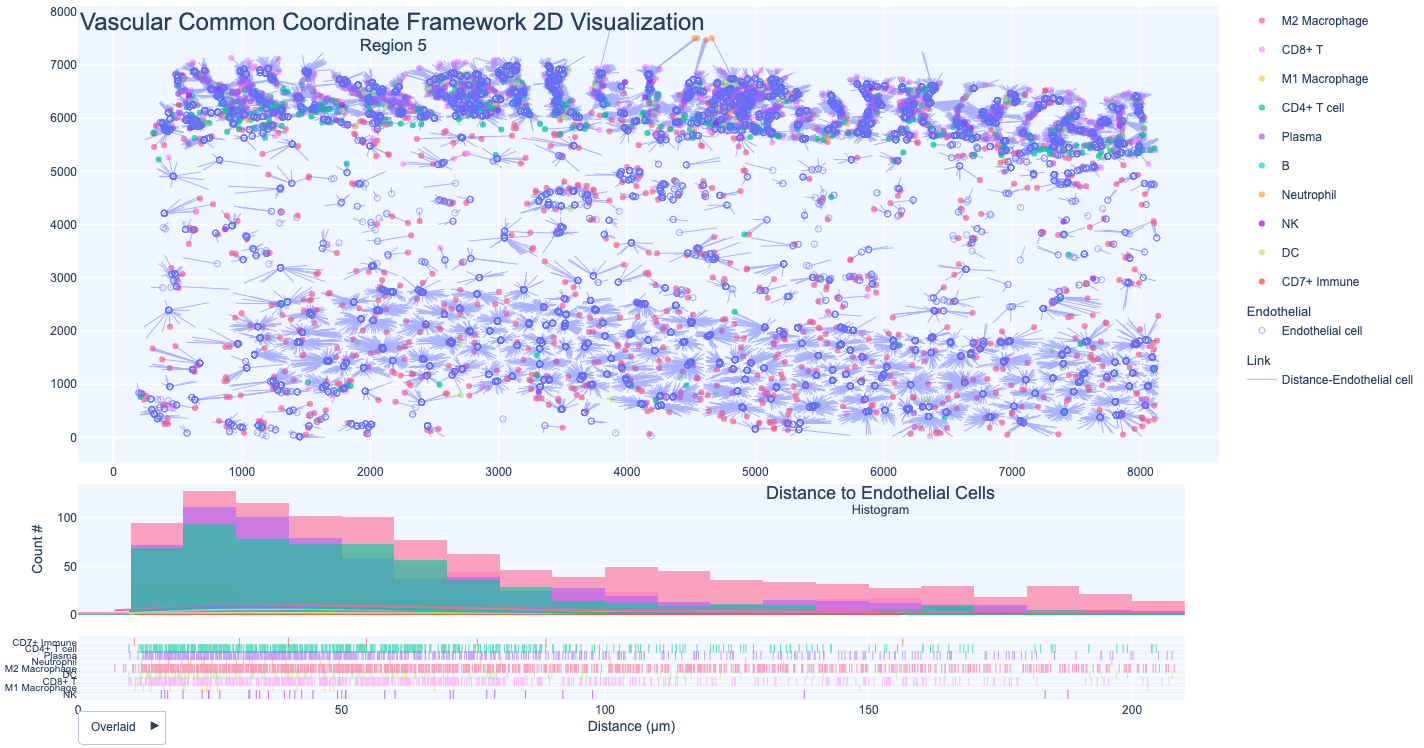 Vascular Common Coordinate Framework 2D Visualization
Region 5
8000
7000
6000
5000
4000
3000
2000
1000
0
0 1000 2000 3000 4000 5000 6000 7000 8000
M2 Macrophage
CD8+ T
M1 Macrophage
CD4+ T cell
Plasma
B
Neutrophil
NK
DC
CD7+ Immune
Endothelial
Endothelial cell
Link
Distance-Endothelial cell
Distance to Endothelial Cells
Histogram
Count #
100
50
0
CD7+ Immune
CD4+ T cell
Plasma
Neutrophil
M2 Macrophage
DC
CD8+ T
M1 Macrophage
NK
0 50 100 150 200
Distance (μm)
Overlaid ▶